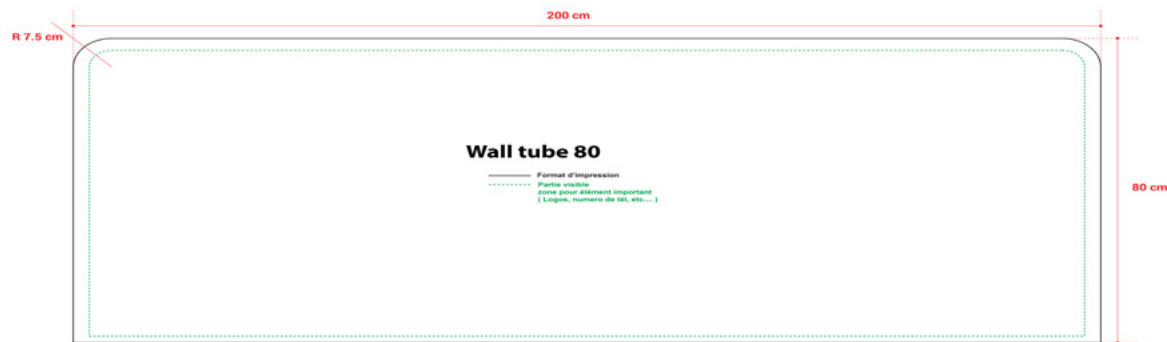 200 cm
R 7.5 cm
Wall tube 80
Format d'impression
Partie visible
zone pour élément important
( Logos, numero de tél, etc.... )
80 cm